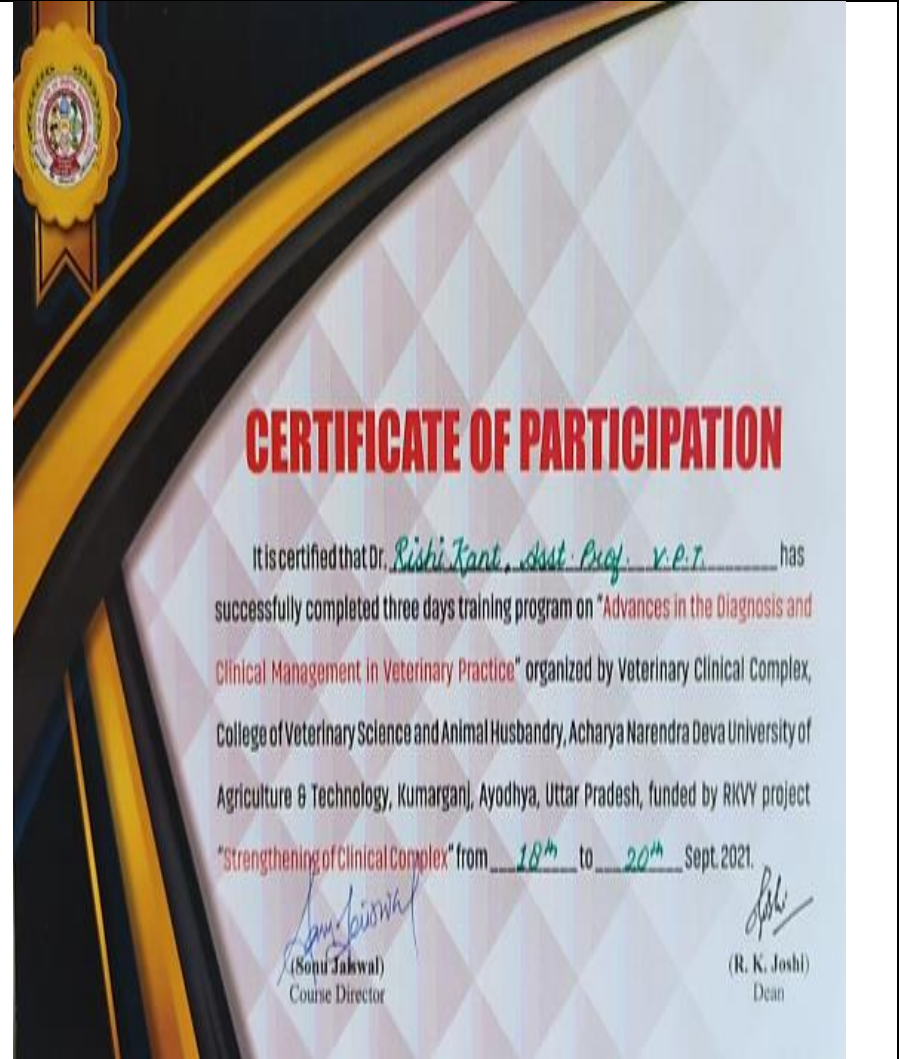 CERTIFICATE OF PARTICIPATION
It is certified that Dr. Rishi Kant, Asst. Prof. V.P.T. has
successfully completed three days training program on "Advances in the Diagnosis and
Clinical Management in Veterinary Practice" organized by Veterinary Clinical Complex,
College of Veterinary Science and Animal Husbandry, Acharya Narendra Deva University of
Agriculture & Technology, Kumarganj, Ayodhya, Uttar Pradesh, funded by RKVY project
"Strengthening of Clinical Complex" from 18th to 20th Sept. 2021.
(Sonu Jaiswal)
Course Director
(R. K. Joshi)
Dean